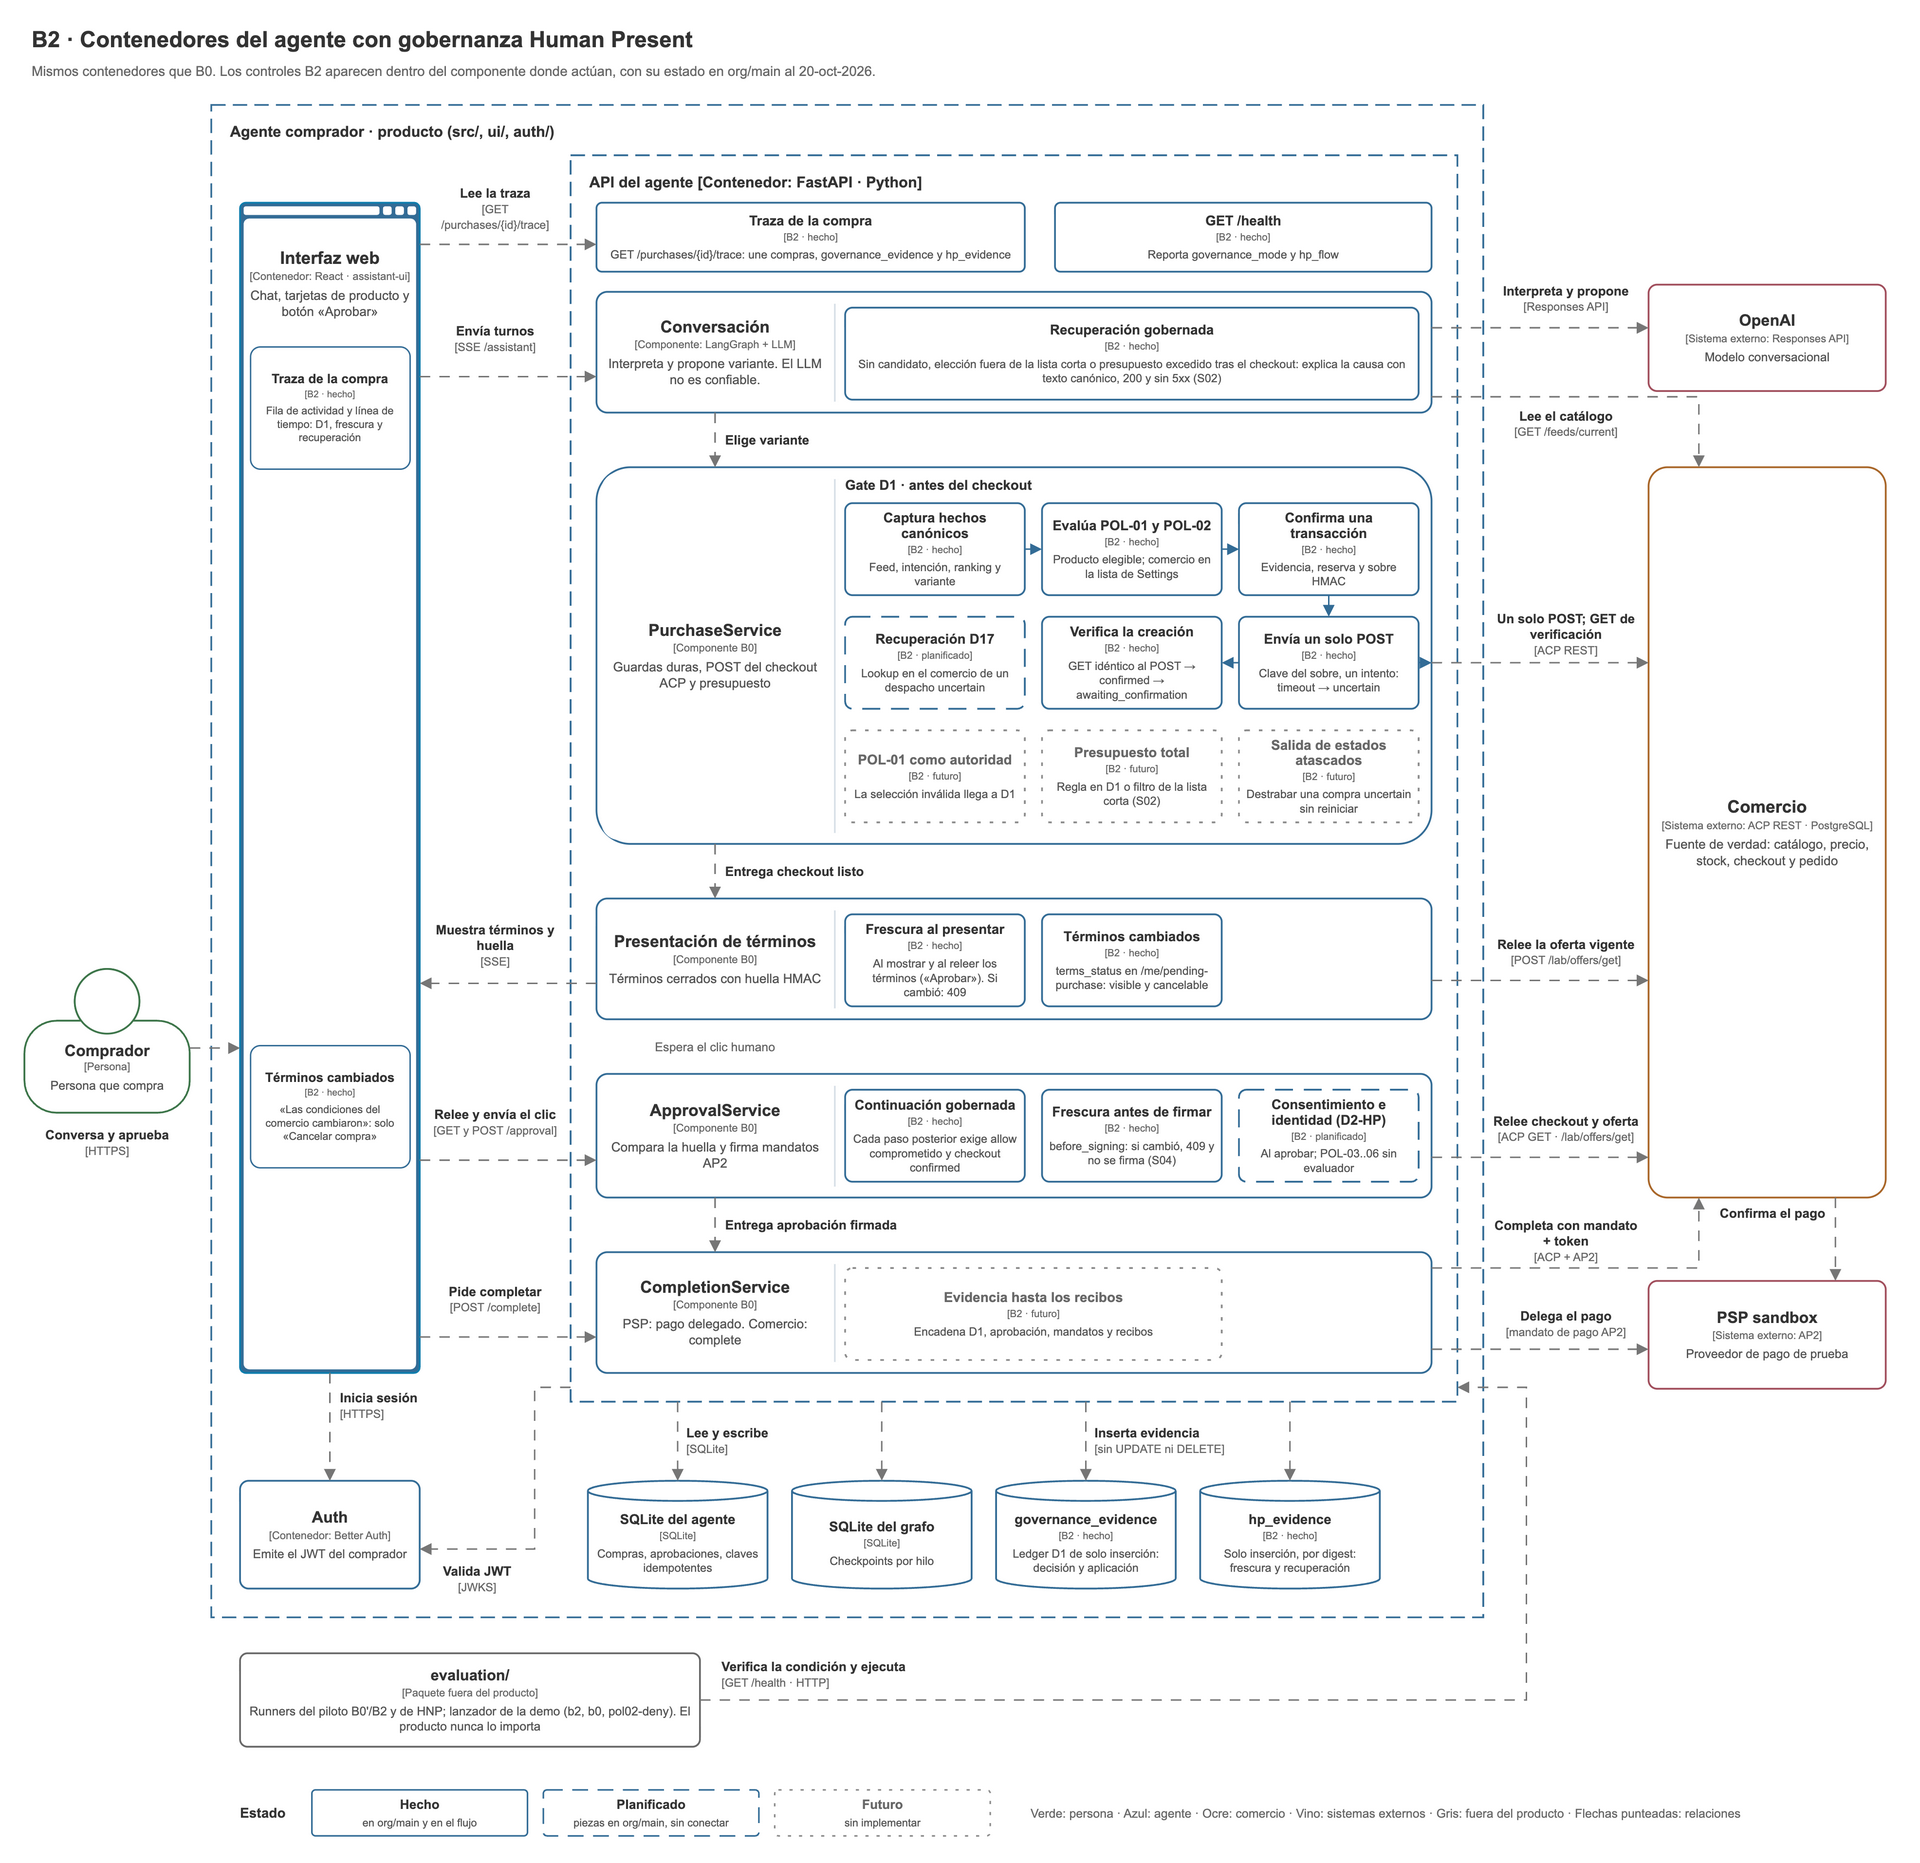 B2 · Contenedores del agente con gobernanza Human Present
Mismos contenedores que B0. Los controles B2 aparecen dentro del componente donde actúan, con su estado en org/main al 20-oct-2026.
Agente comprador · producto (src/, ui/, auth/)
API del agente [Contenedor: FastAPI · Python]
Lee la traza
[GET
/purchases/{id}/trace]
Traza de la compra
[B2 · hecho]
GET /purchases/{id}/trace: une compras, governance_evidence y hp_evidence
GET /health
[B2 · hecho]
Reporta governance_mode y hp_flow
Interfaz web
[Contenedor: React · assistant-ui]
Chat, tarjetas de producto y
botón «Aprobar»
Traza de la compra
[B2 · hecho]
Fila de actividad y línea de
tiempo: D1, frescura y
recuperación
Envía turnos
[SSE /assistant]
Conversación
[Componente: LangGraph + LLM]
Interpreta y propone variante. El LLM
no es confiable.
Recuperación gobernada
[B2 · hecho]
Sin candidato, elección fuera de la lista corta o presupuesto excedido tras el checkout: explica la causa con
texto canónico, 200 y sin 5xx (S02)
Interpreta y propone
[Responses API]
OpenAI
[Sistema externo: Responses API]
Modelo conversacional
Lee el catálogo
[GET /feeds/current]
Elige variante
PurchaseService
[Componente B0]
Guardas duras, POST del checkout
ACP y presupuesto
Gate D1 · antes del checkout
Captura hechos
canónicos
[B2 · hecho]
Feed, intención, ranking y
variante
Evalúa POL-01 y POL-02
[B2 · hecho]
Producto elegible; comercio en
la lista de Settings
Confirma una
transacción
[B2 · hecho]
Evidencia, reserva y sobre
HMAC
Recuperación D17
[B2 · planificado]
Lookup en el comercio de un
despacho uncertain
Verifica la creación
[B2 · hecho]
GET idéntico al POST →
confirmed →
awaiting_confirmation
Envía un solo POST
[B2 · hecho]
Clave del sobre, un intento:
timeout → uncertain
POL-01 como autoridad
[B2 · futuro]
La selección inválida llega a D1
Presupuesto total
[B2 · futuro]
Regla en D1 o filtro de la lista
corta (S02)
Salida de estados
atascados
[B2 · futuro]
Destrabar una compra uncertain
sin reiniciar
Un solo POST; GET de
verificación
[ACP REST]
Comercio
[Sistema externo: ACP REST · PostgreSQL]
Fuente de verdad: catálogo, precio,
stock, checkout y pedido
Entrega checkout listo
Muestra términos y
huella
[SSE]
Presentación de términos
[Componente B0]
Términos cerrados con huella HMAC
Frescura al presentar
[B2 · hecho]
Al mostrar y al releer los
términos («Aprobar»). Si
cambió: 409
Términos cambiados
[B2 · hecho]
terms_status en /me/pending-
purchase: visible y cancelable
Relee la oferta vigente
[POST /lab/offers/get]
Comprador
[Persona]
Persona que compra
Conversa y aprueba
[HTTPS]
Espera el clic humano
Términos cambiados
[B2 · hecho]
«Las condiciones del
comercio cambiaron»: solo
«Cancelar compra»
Relee y envía el clic
[GET y POST /approval]
ApprovalService
[Componente B0]
Compara la huella y firma mandatos
AP2
Continuación gobernada
[B2 · hecho]
Cada paso posterior exige allow
comprometido y checkout
confirmed
Frescura antes de firmar
[B2 · hecho]
before_signing: si cambió, 409 y
no se firma (S04)
Consentimiento e
identidad (D2-HP)
[B2 · planificado]
Al aprobar; POL-03..06 sin
evaluador
Relee checkout y oferta
[ACP GET · /lab/offers/get]
Entrega aprobación firmada
Completa con mandato
+ token
[ACP + AP2]
Confirma el pago
Pide completar
[POST /complete]
CompletionService
[Componente B0]
PSP: pago delegado. Comercio:
complete
Evidencia hasta los recibos
[B2 · futuro]
Encadena D1, aprobación, mandatos y recibos
Delega el pago
[mandato de pago AP2]
PSP sandbox
[Sistema externo: AP2]
Proveedor de pago de prueba
Inicia sesión
[HTTPS]
Lee y escribe
[SQLite]
Inserta evidencia
[sin UPDATE ni DELETE]
Auth
[Contenedor: Better Auth]
Emite el JWT del comprador
Valida JWT
[JWKS]
SQLite del agente
[SQLite]
Compras, aprobaciones, claves
idempotentes
SQLite del grafo
[SQLite]
Checkpoints por hilo
governance_evidence
[B2 · hecho]
Ledger D1 de solo inserción:
decisión y aplicación
hp_evidence
[B2 · hecho]
Solo inserción, por digest:
frescura y recuperación
evaluation/
[Paquete fuera del producto]
Runners del piloto B0'/B2 y de HNP; lanzador de la demo (b2, b0, pol02-deny). El
producto nunca lo importa
Verifica la condición y ejecuta
[GET /health · HTTP]
Estado
Hecho
en org/main y en el flujo
Planificado
piezas en org/main, sin conectar
Futuro
sin implementar
Verde: persona · Azul: agente · Ocre: comercio · Vino: sistemas externos · Gris: fuera del producto · Flechas punteadas: relaciones